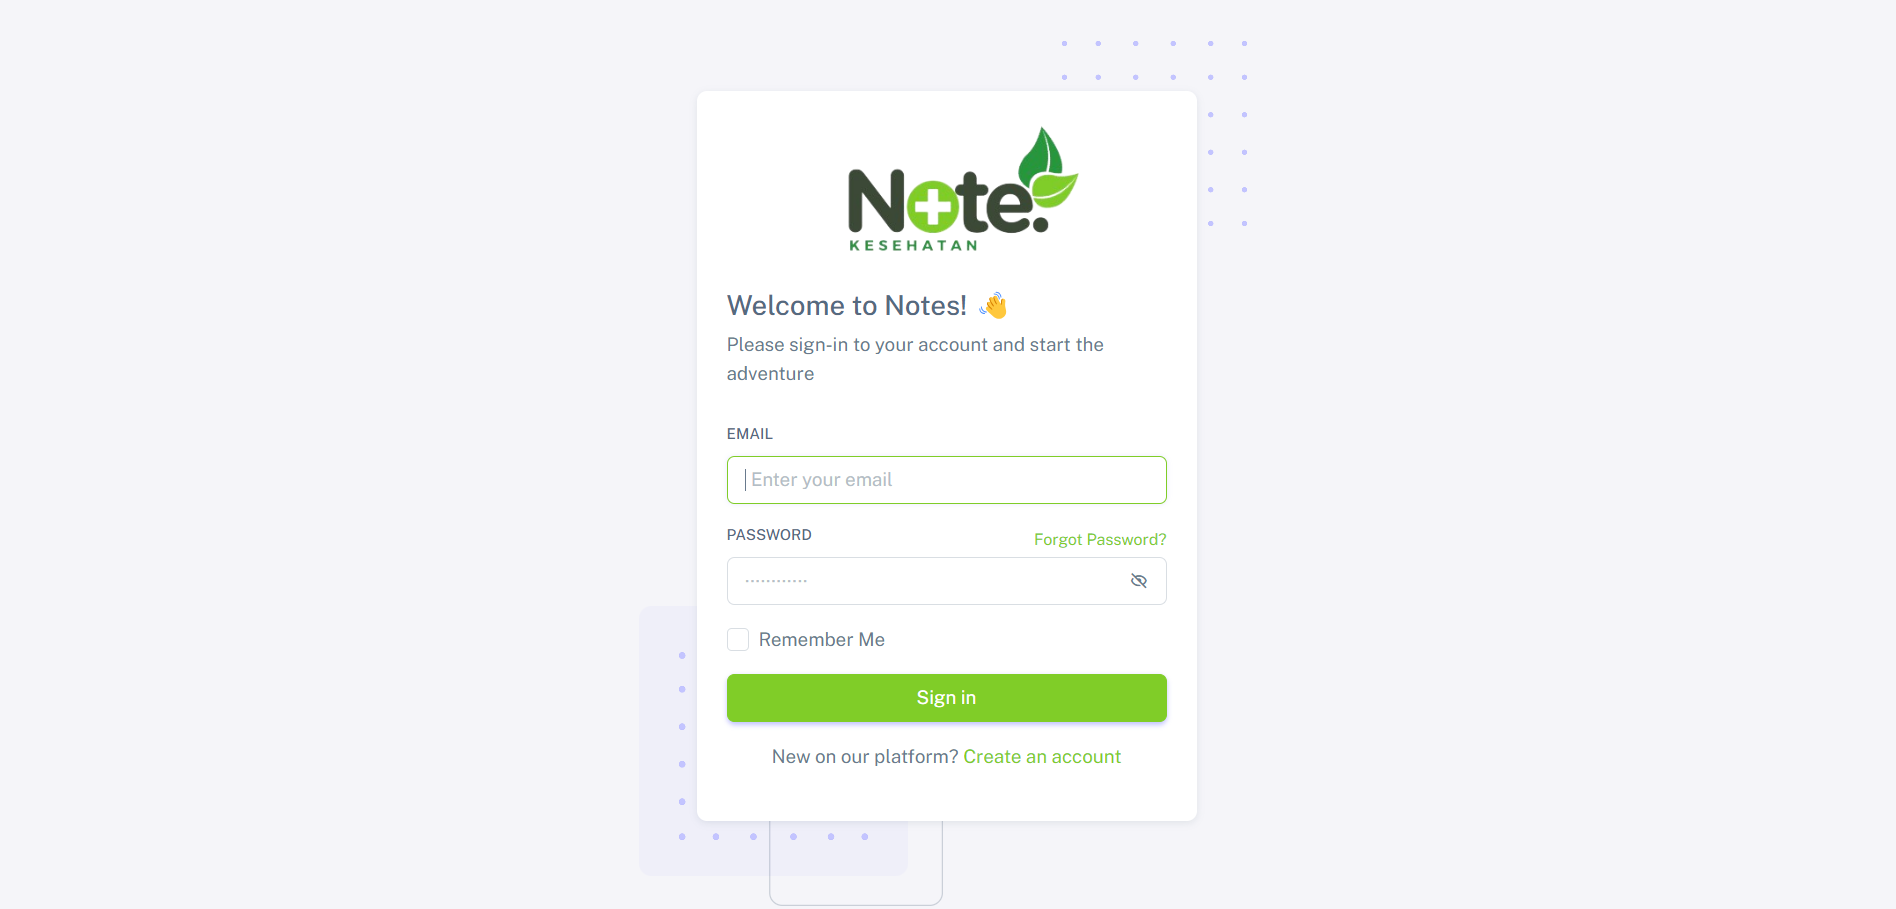 Note.
KESEHATAN
Welcome to Notes! 👋
Please sign-in to your account and start the
adventure
EMAIL
Enter your email
PASSWORD
Forgot Password?
············
Remember Me
Sign in
New on our platform? Create an account